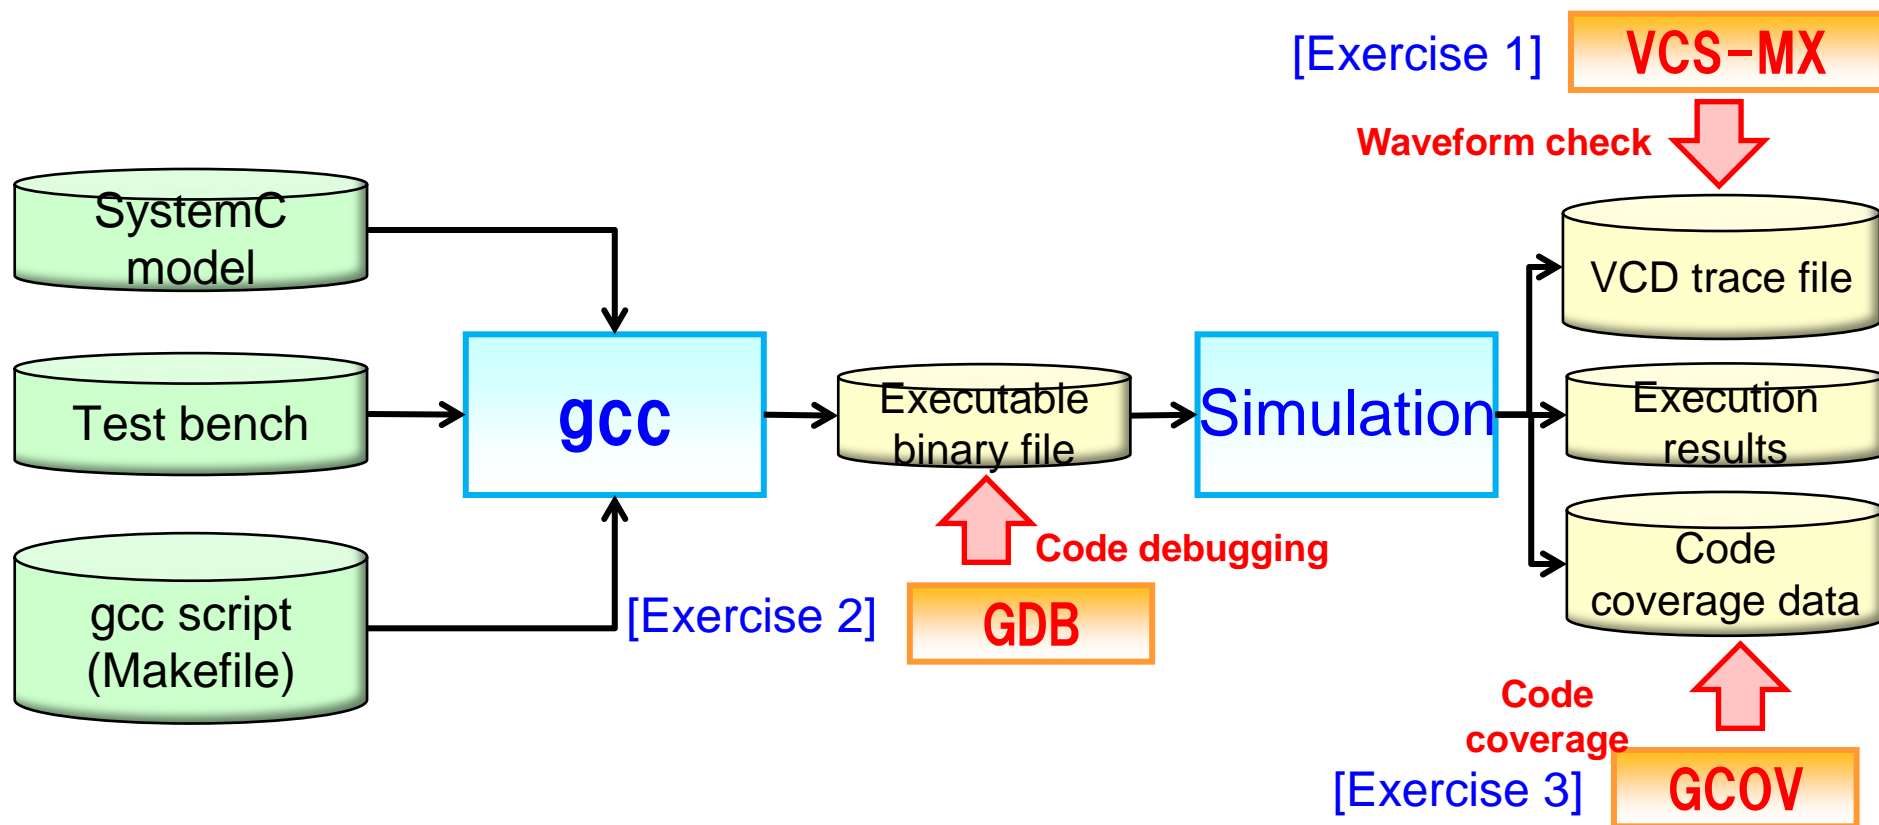 [Exercise 1]
VCS-MX
Waveform check
SystemC
model
VCD trace file
Test bench
gcc
Executable
binary file
Simulation
Execution
results
Code debugging
Code
coverage data
gcc script
(Makefile)
[Exercise 2]
GDB
Code
coverage
[Exercise 3]
GCOV